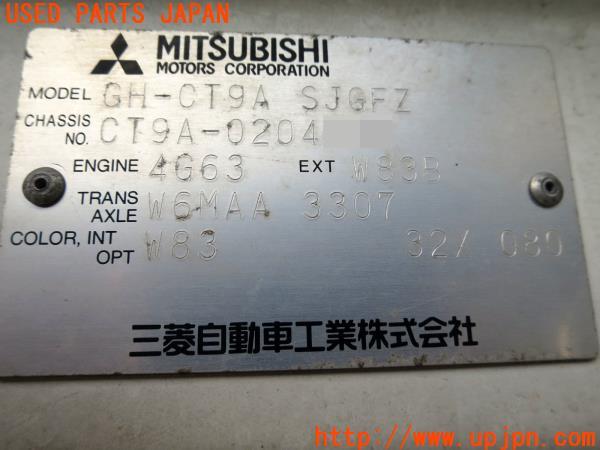 USED PARTS JAPAN
MITSUBISHI
MOTORS CORPORATION
MODEL GH-CT9A SJGFZ
CHASSIS NO. CT9A-0204
ENGINE 4G63 EXT W83B
TRANS AXLE W6MAA 3307
COLOR, INT OPT W83 32/ 080
三菱自動車工業株式会社
http://www.upjpn.com/